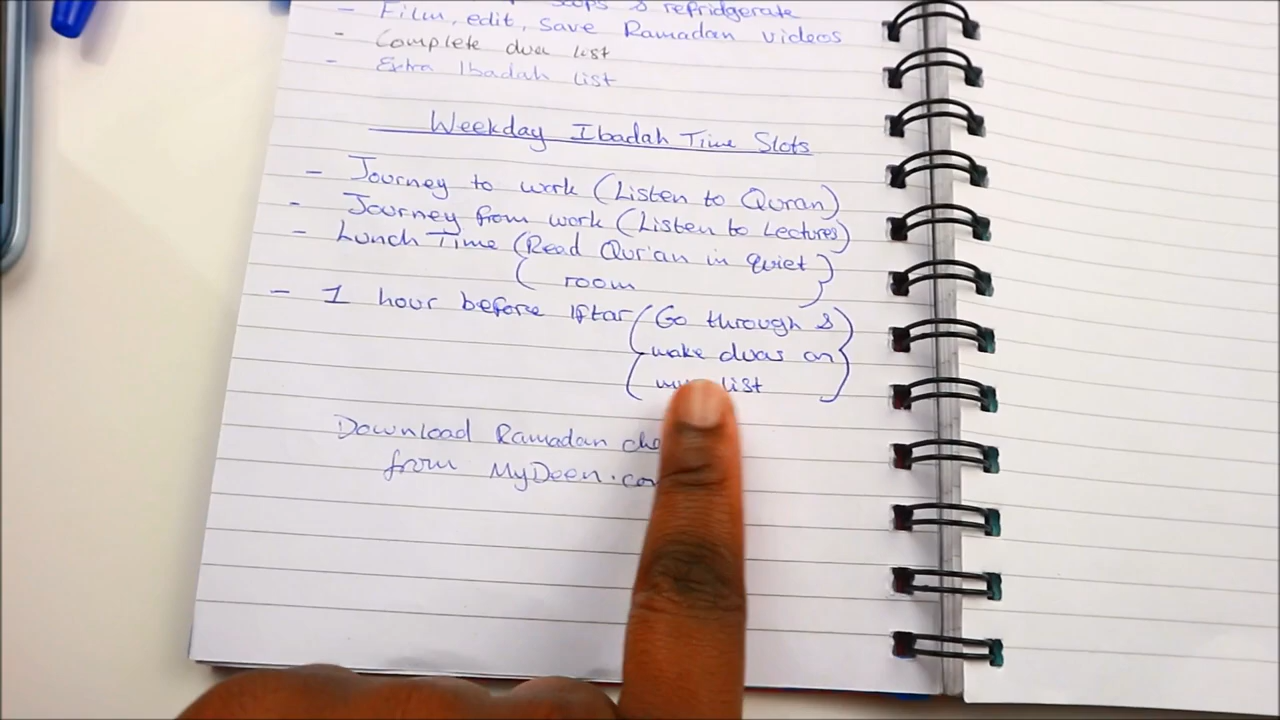 & refridgerate
- Film, edit, save Ramadan videos
- Complete dua list
- Extra Ibadah list
Weekday Ibadah Time Slots
- Journey to work (Listen to Quran)
- Journey from work (Listen to Lectures)
- Lunch Time (Read Qur'an in quiet
room)
- 1 hour before Iftar (Go through &
make duas on
list)
Download Ramadan
from MyDeen.co